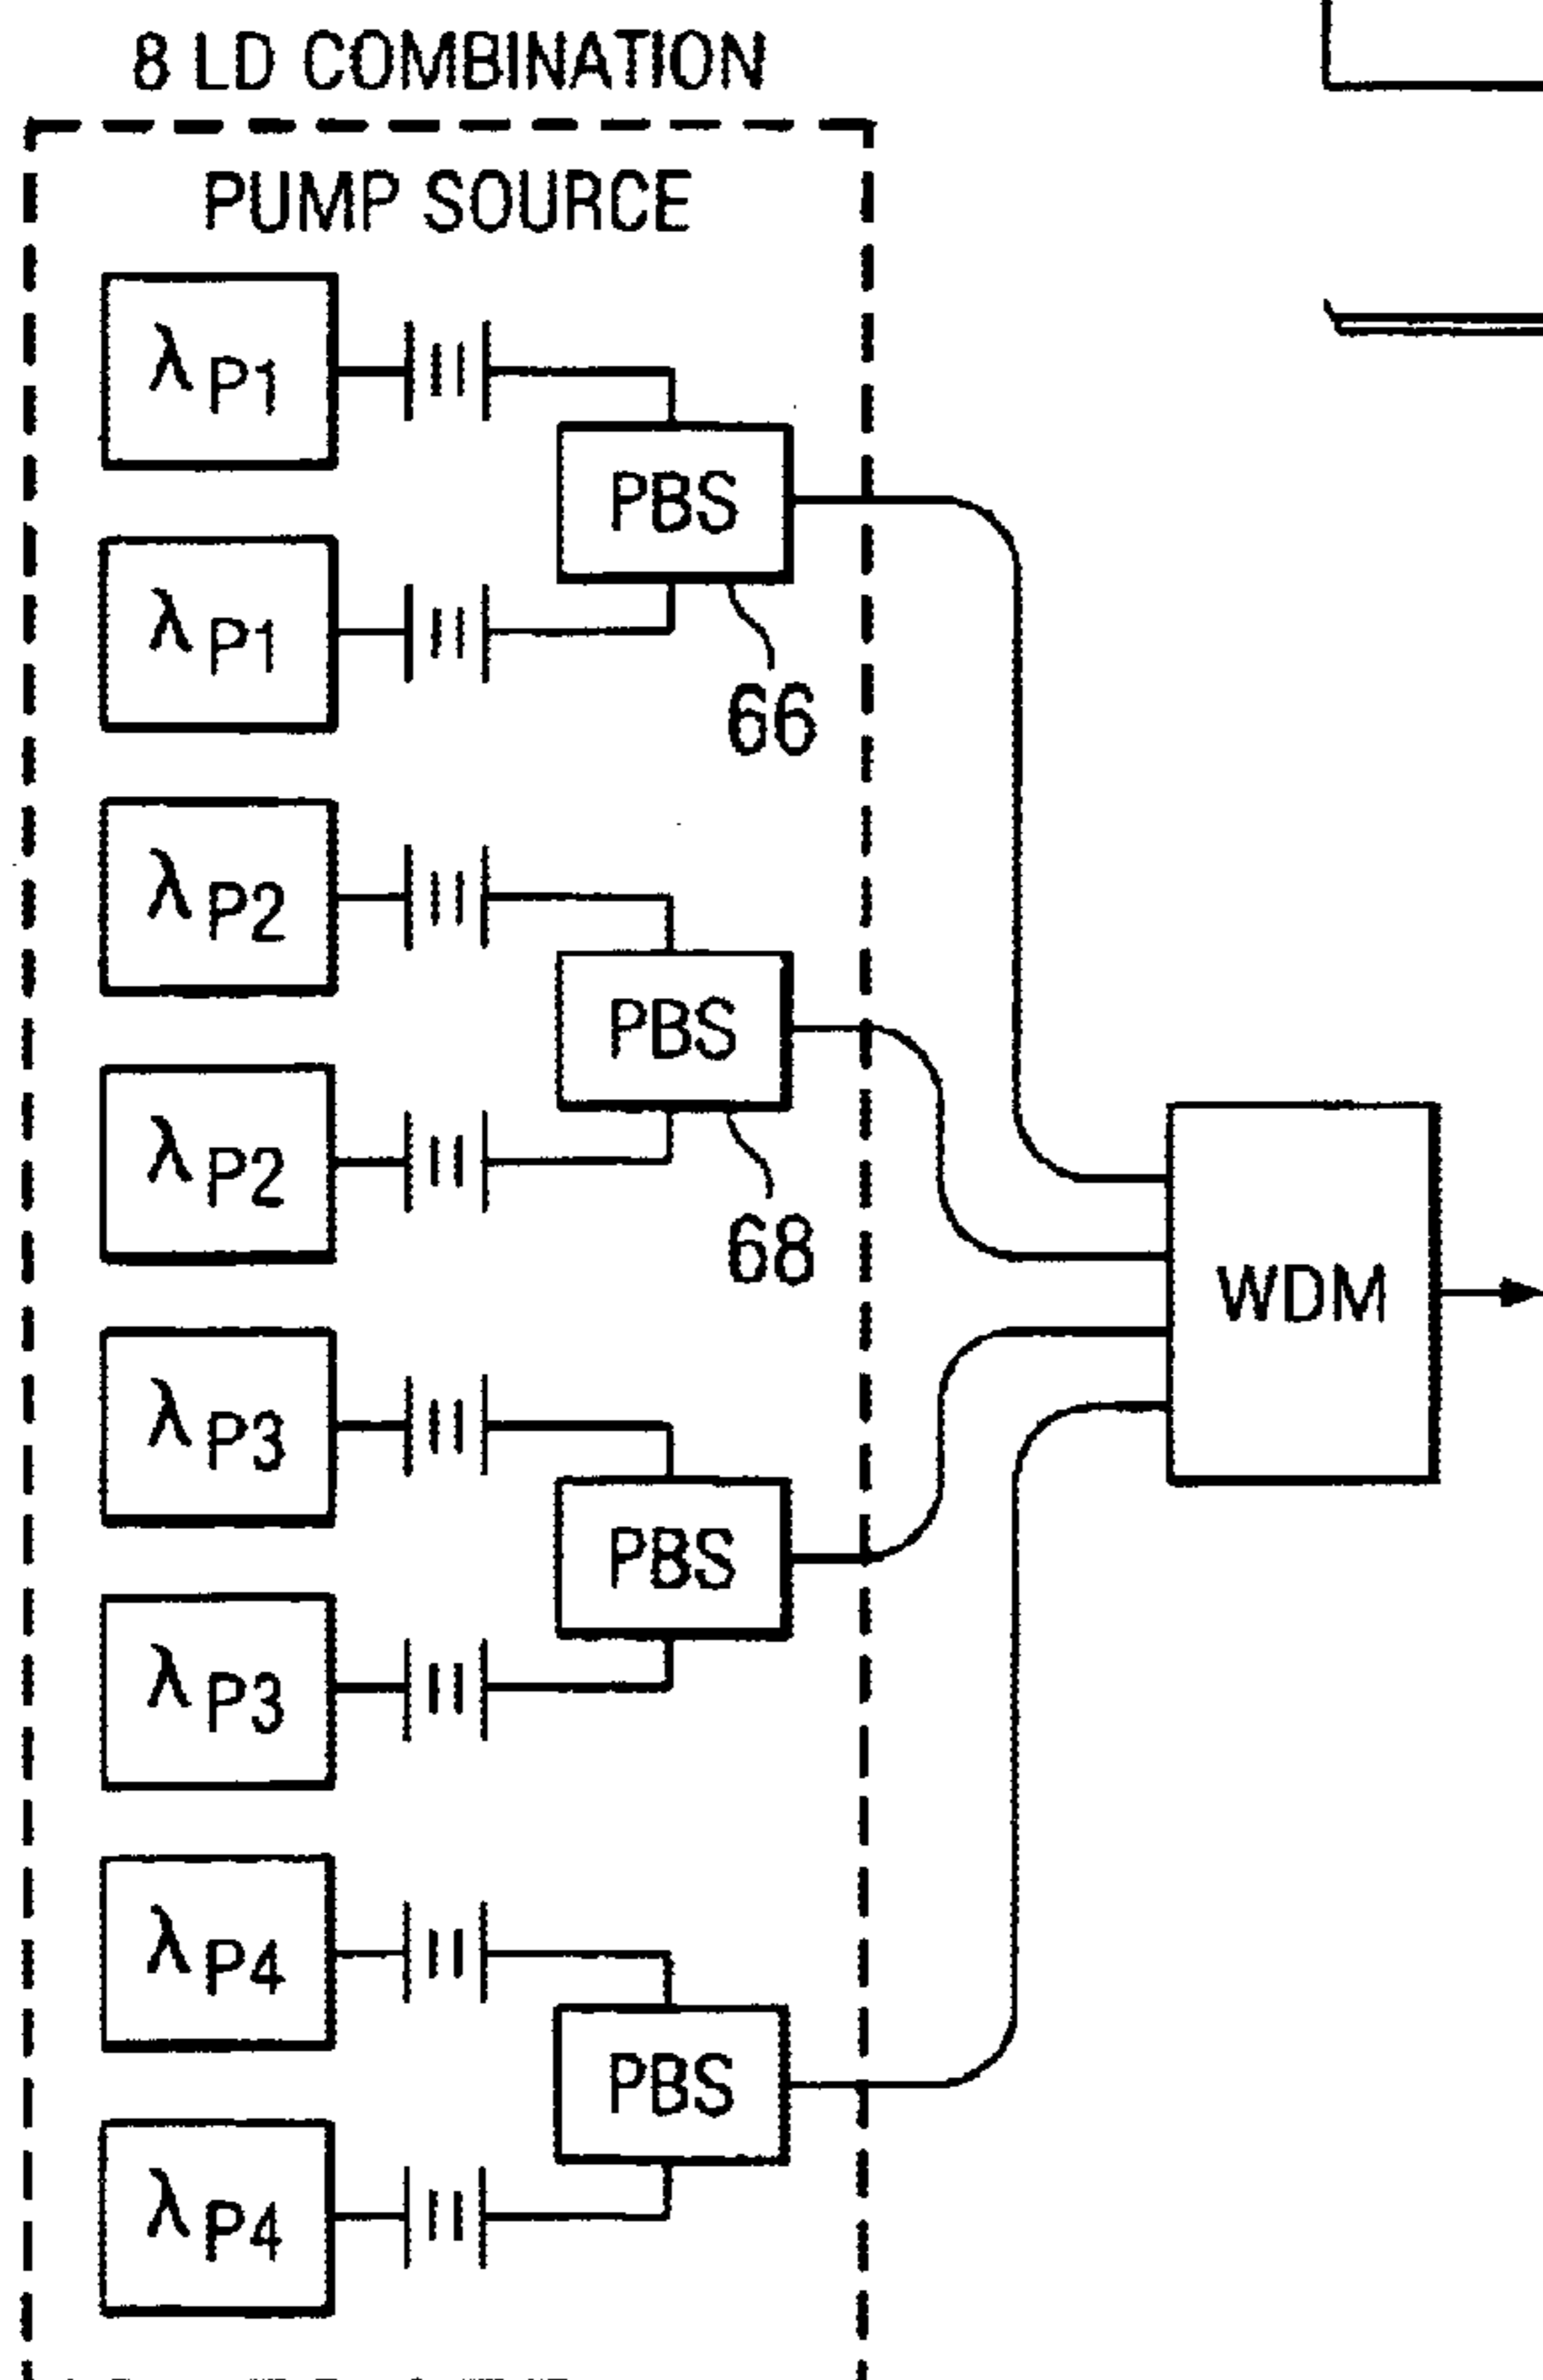 8 LD COMBINATION
PUMP SOURCE
λP1
PBS
λP1
66
λP2
PBS
λP2
68
WDM
λP3
PBS
λP3
λP4
PBS
λP4